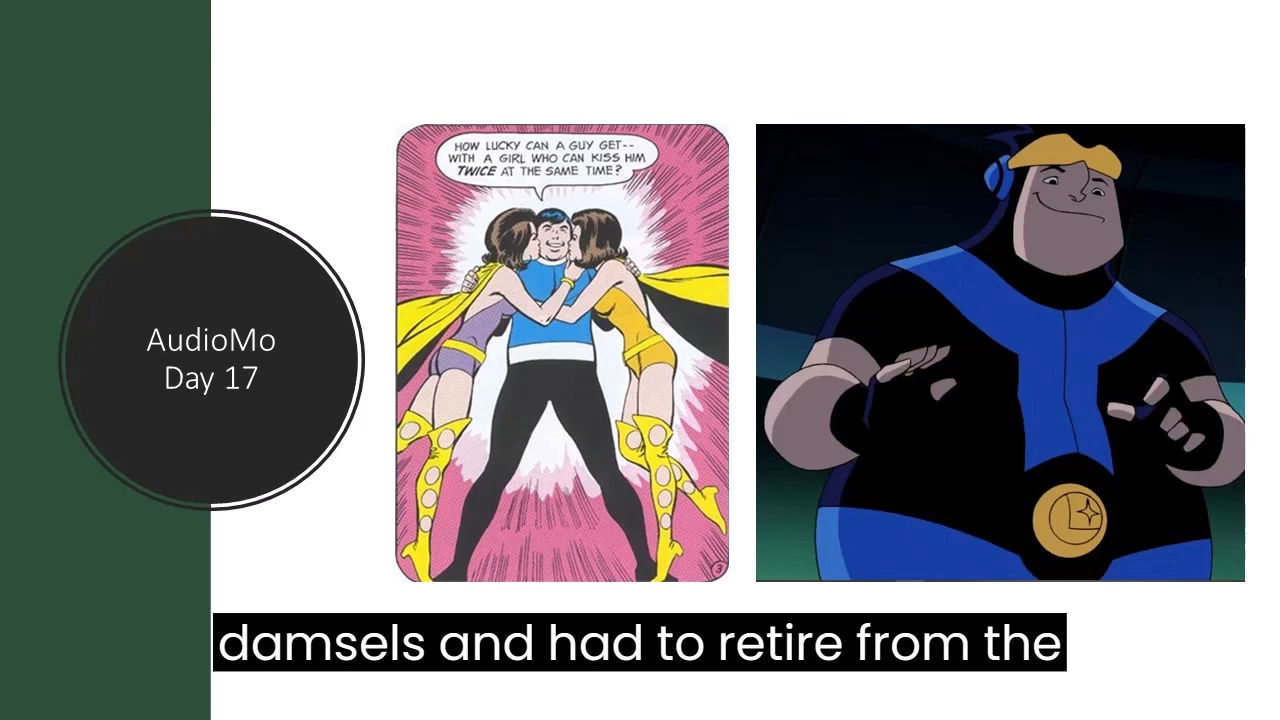 AudioMo
Day 17
HOW LUCKY CAN A GUY GET--
WITH A GIRL WHO CAN KISS HIM
TWICE AT THE SAME TIME?
3
damsels and had to retire from the